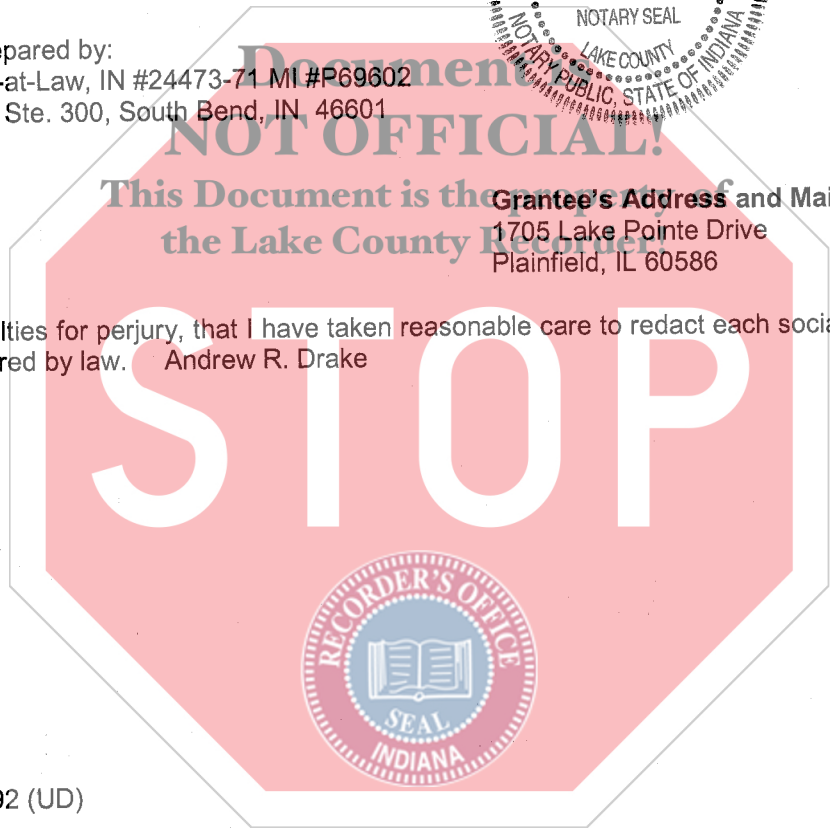 NOTARY SEAL
LAKE COUNTY
NOTARY PUBLIC, STATE OF INDIANA
epared by:
-at-Law, IN #24473-71 MI #P69602
Ste. 300, South Bend, IN 46601
Document is
NOT OFFICIAL!
This Document is the property of
the Lake County Recorder!
Grantee's Address and Mai
1705 Lake Pointe Drive
Plainfield, IL 60586
lties for perjury, that I have taken reasonable care to redact each socia
red by law. Andrew R. Drake
STOP
RECORDER'S OFFICE
SEAL
INDIANA
92 (UD)